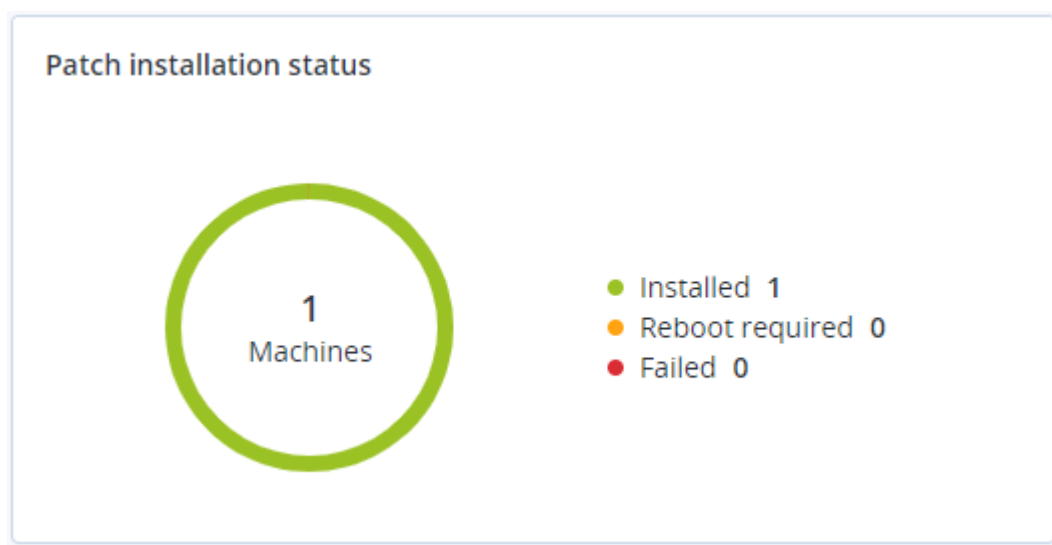 Patch installation status
1
Machines
Installed 1
Reboot required 0
Failed 0